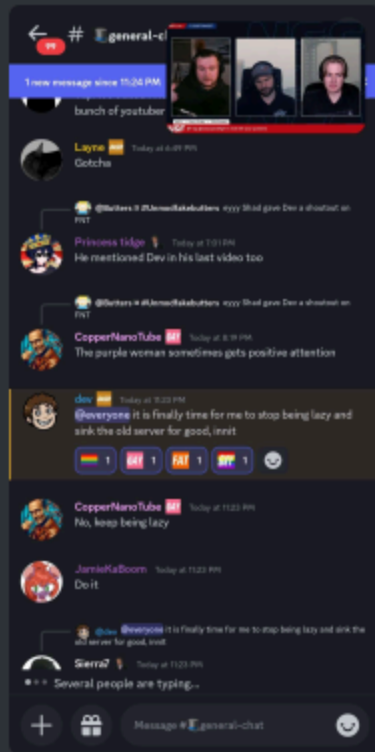 99
# general-c
1 new message since 11:24 PM
bunch of youtuber
Layne Today at 6:49 PM
Gotcha
eyyy Shad gave Dev a shoutout on
FNT
Princess tidge Today at 7:01 PM
He mentioned Dev in his last video too
eyyy Shad gave Dev a shoutout on
FNT
CopperNanoTube GAY Today at 8:19 PM
The purple woman sometimes gets positive attention
dev Today at 11:23 PM
@everyone it is finally time for me to stop being lazy and
sink the old server for good, innit
1 GAY 1 FAT 1 1
CopperNanoTube GAY Today at 11:23 PM
No, keep being lazy
JamieKaBoom Today at 11:23 PM
Do it
@dev @everyone it is finally time for me to stop being lazy and sink the
old server for good, innit
Sierra7 Today at 11:23 PM
Several people are typing...
Message # general-chat